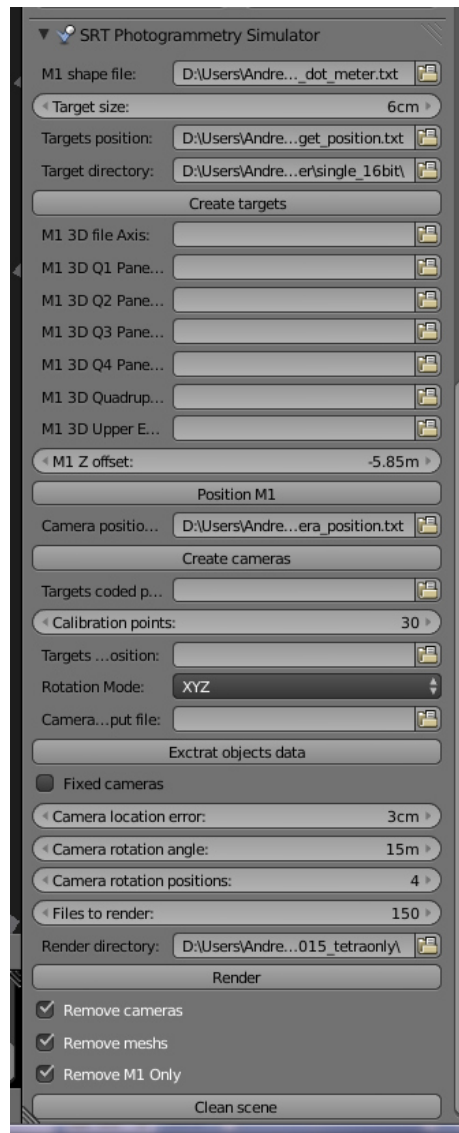 SRT Photogrammetry Simulator
M1 shape file: D:\Users\Andre..._dot_meter.txt
Target size: 6cm
Targets position: D:\Users\Andre...get_position.txt
Target directory: D:\Users\Andre...er\single_16bit\
Create targets
M1 3D file Axis:
M1 3D Q1 Pane...
M1 3D Q2 Pane...
M1 3D Q3 Pane...
M1 3D Q4 Pane...
M1 3D Quadrup...
M1 3D Upper E...
M1 Z offset: -5.85m
Position M1
Camera positio... D:\Users\Andre...era_position.txt
Create cameras
Targets coded p...
Calibration points: 30
Targets ...osition:
Rotation Mode: XYZ
Camera...put file:
Exctrat objects data
Fixed cameras
Camera location error: 3cm
Camera rotation angle: 15m
Camera rotation positions: 4
Files to render: 150
Render directory: D:\Users\Andre...015_tetraonly\
Render
Remove cameras
Remove meshs
Remove M1 Only
Clean scene